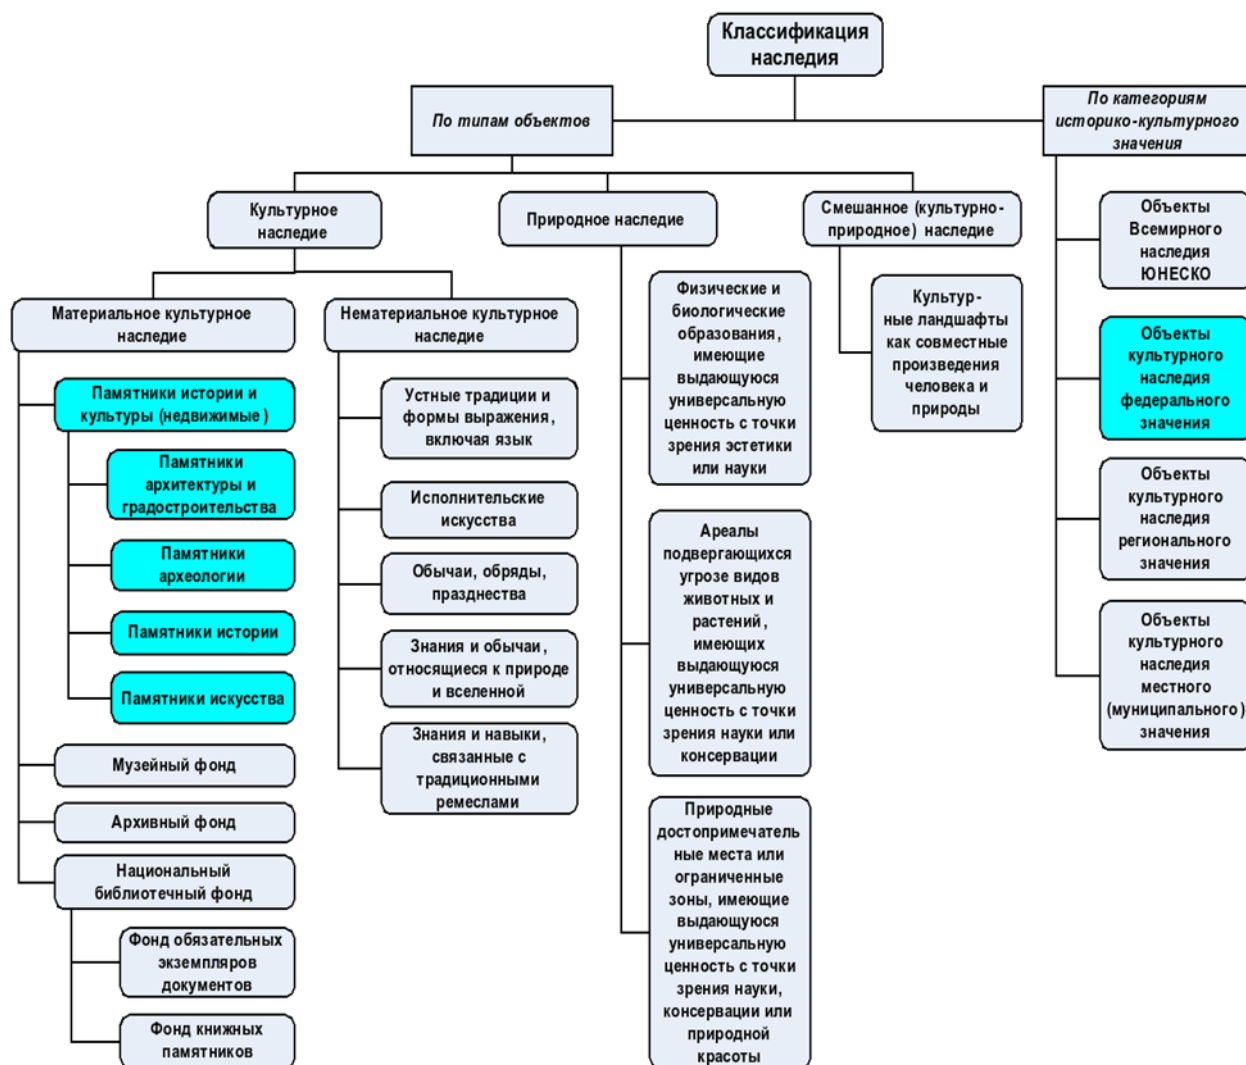 Классификация
наследия
По типам объектов
По категориям
историко-культурного
значения
Культурное
наследие
Природное наследие
Смешанное (культурно-
природное) наследие
Материальное культурное
наследие
Памятники истории и
культуры (недвижимые)
Памятники
архитектуры и
градостроительства
Памятники
археологии
Памятники истории
Памятники искусства
Музейный фонд
Архивный фонд
Национальный
библиотечный фонд
Фонд обязательных
экземпляров
документов
Фонд книжных
памятников
Нематериальное культурное
наследие
Устные традиции и
формы выражения,
включая язык
Исполнительские
искусства
Обычаи, обряды,
празднества
Знания и обычаи,
относящиеся к природе
и вселенной
Знания и навыки,
связанные с
традиционными
ремеслами
Физические и
биологические
образования,
имеющие
выдающуюся
универсальную
ценность с точки
зрения эстетики
или науки
Ареалы
подвергающихся
угрозе видов
животных и
растений,
имеющих
выдающуюся
универсальную
ценность с точки
зрения науки или
консервации
Природные
достопримечатель
ные места или
ограниченные
зоны, имеющие
выдающуюся
универсальную
ценность с точки
зрения науки,
консервации или
природной
красоты
Культур-
ные ландшафты
как совместные
произведения
человека и
природы
Объекты
Всемирного
наследия
ЮНЕСКО
Объекты
культурного
наследия
федерального
значения
Объекты
культурного
наследия
регионального
значения
Объекты
культурного
наследия
местного
(муниципального)
значения